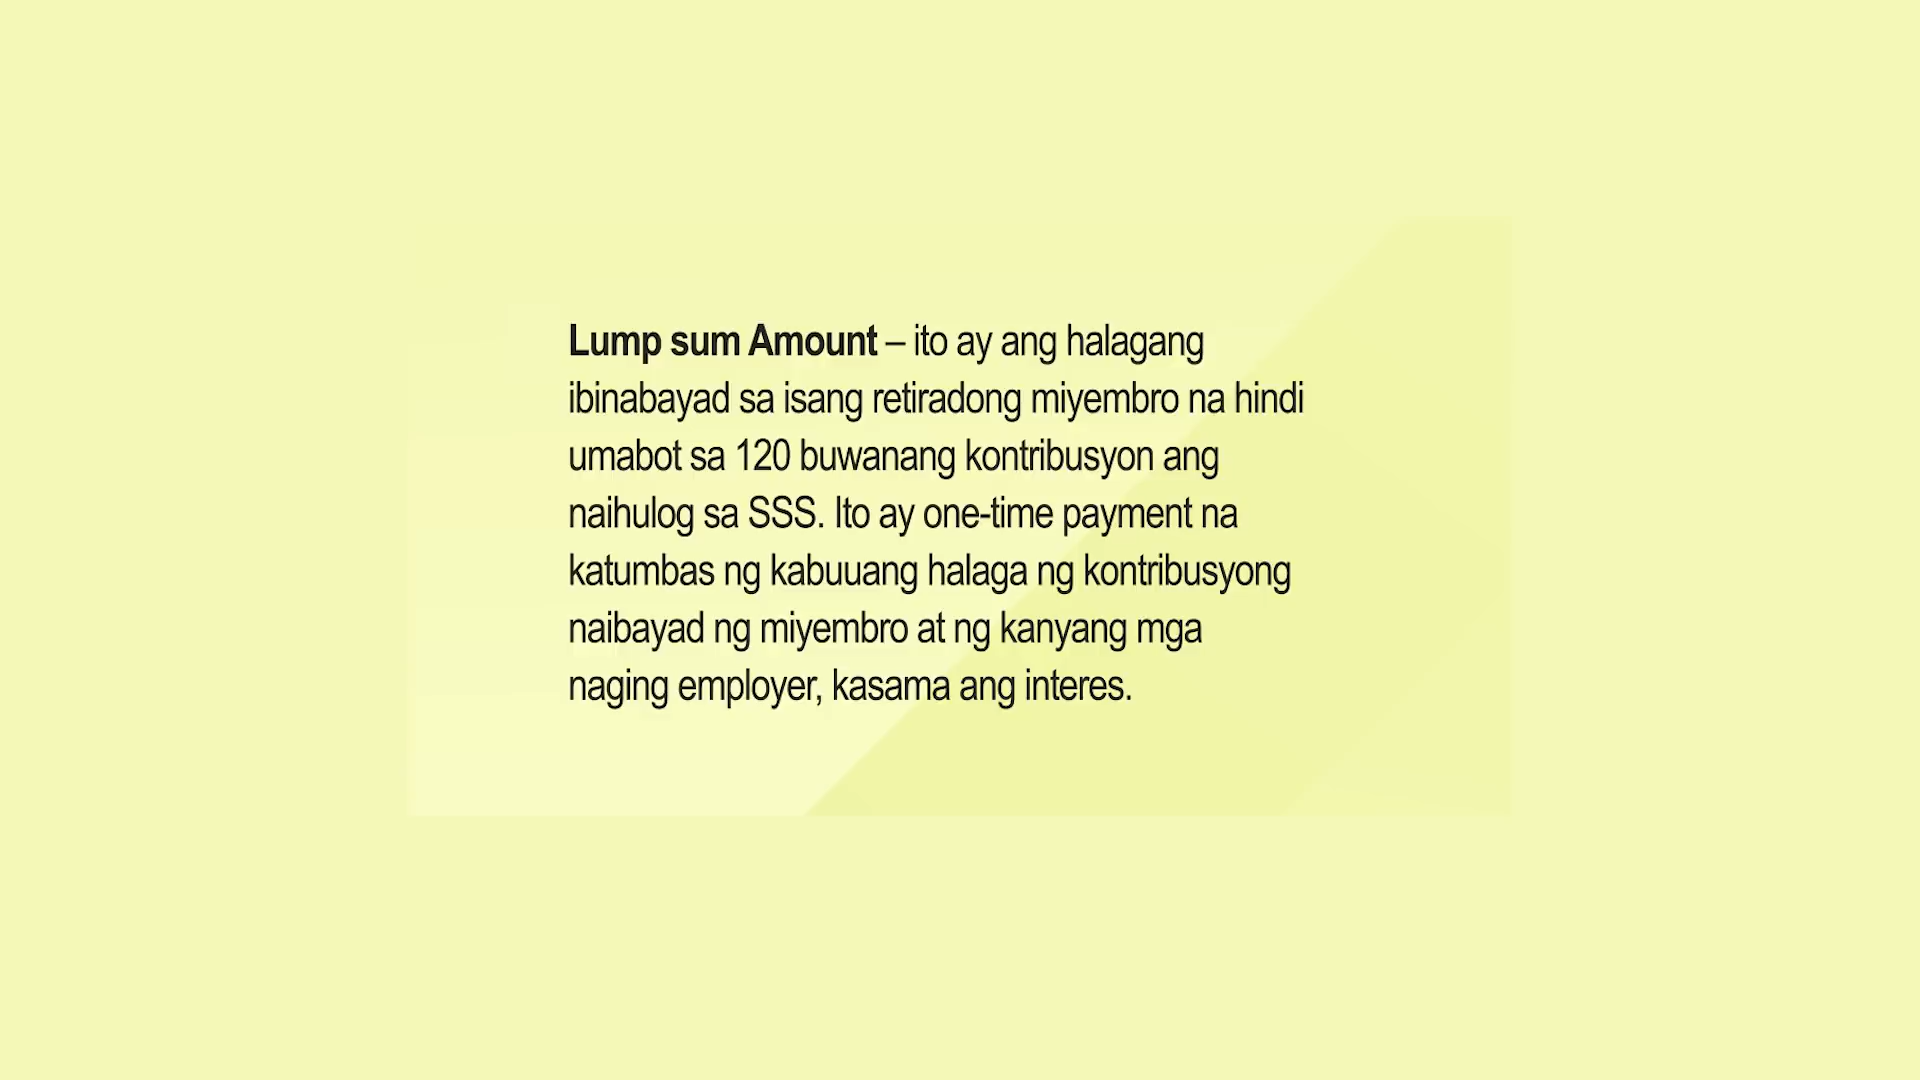 Lump sum Amount – ito ay ang halagang
ibinabayad sa isang retiradong miyembro na hindi
umabot sa 120 buwanang kontribusyon ang
naihulog sa SSS. Ito ay one-time payment na
katumbas ng kabuuang halaga ng kontribusyong
naibayad ng miyembro at ng kanyang mga
naging employer, kasama ang interes.